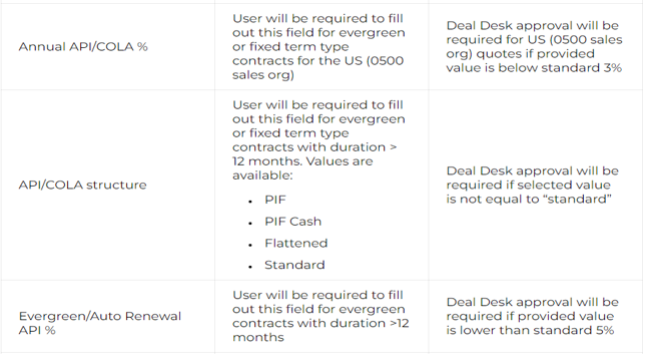 Annual API/COLA %
User will be required to fill
out this field for evergreen
or fixed term type
contracts for the US (0500
sales org)
Deal Desk approval will be
required for US (0500 sales
org) quotes if provided
value is below standard 3%
API/COLA structure
User will be required to fill
out this field for evergreen
or fixed term type
contracts with duration >
12 months. Values are
available:
• PIF
• PIF Cash
• Flattened
• Standard
Deal Desk approval will be
required if selected value
is not equal to “standard”
Evergreen/Auto Renewal
API %
User will be required to fill
out this field for evergreen
contracts with duration >12
months
Deal Desk approval will be
required if provided value
is lower than standard 5%